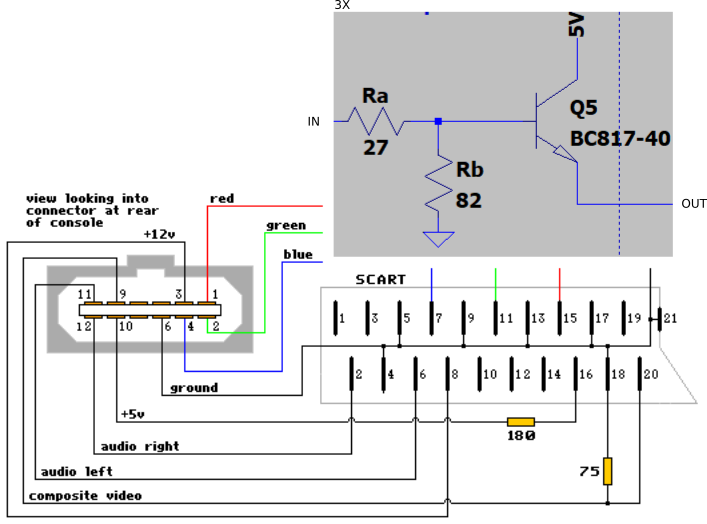 3X
5V
Ra
27
IN
Q5
BC817-40
Rb
82
OUT
view looking into
connector at rear
of console
red
green
blue
+12v
11 9 3 1
12 10 6 4 2
SCART
1 3 5 7 9 11 13 15 17 19 21
2 4 6 8 10 12 14 16 18 20
ground
+5v
180
audio right
audio left
75
composite video